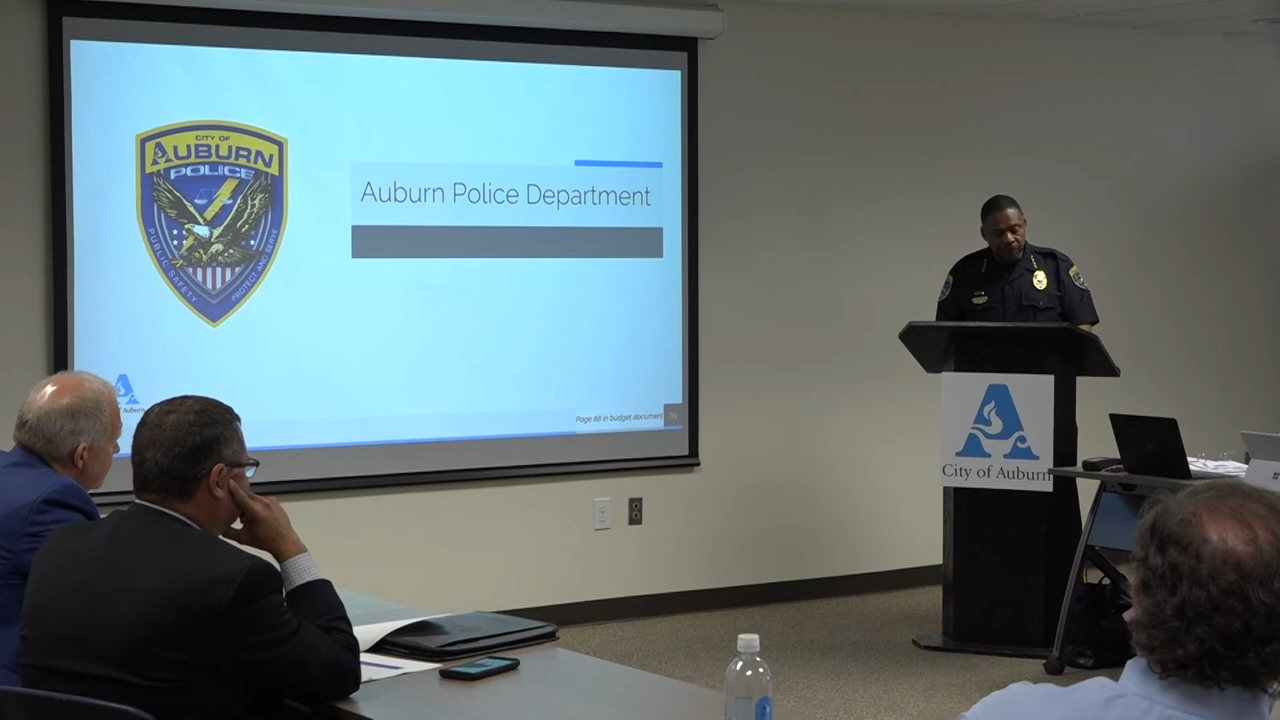 CITY OF
AUBURN
POLICE
PUBLIC SAFETY
PROTECT AND SERVE
Auburn Police Department
Page 88 in budget document
A
City of Auburn